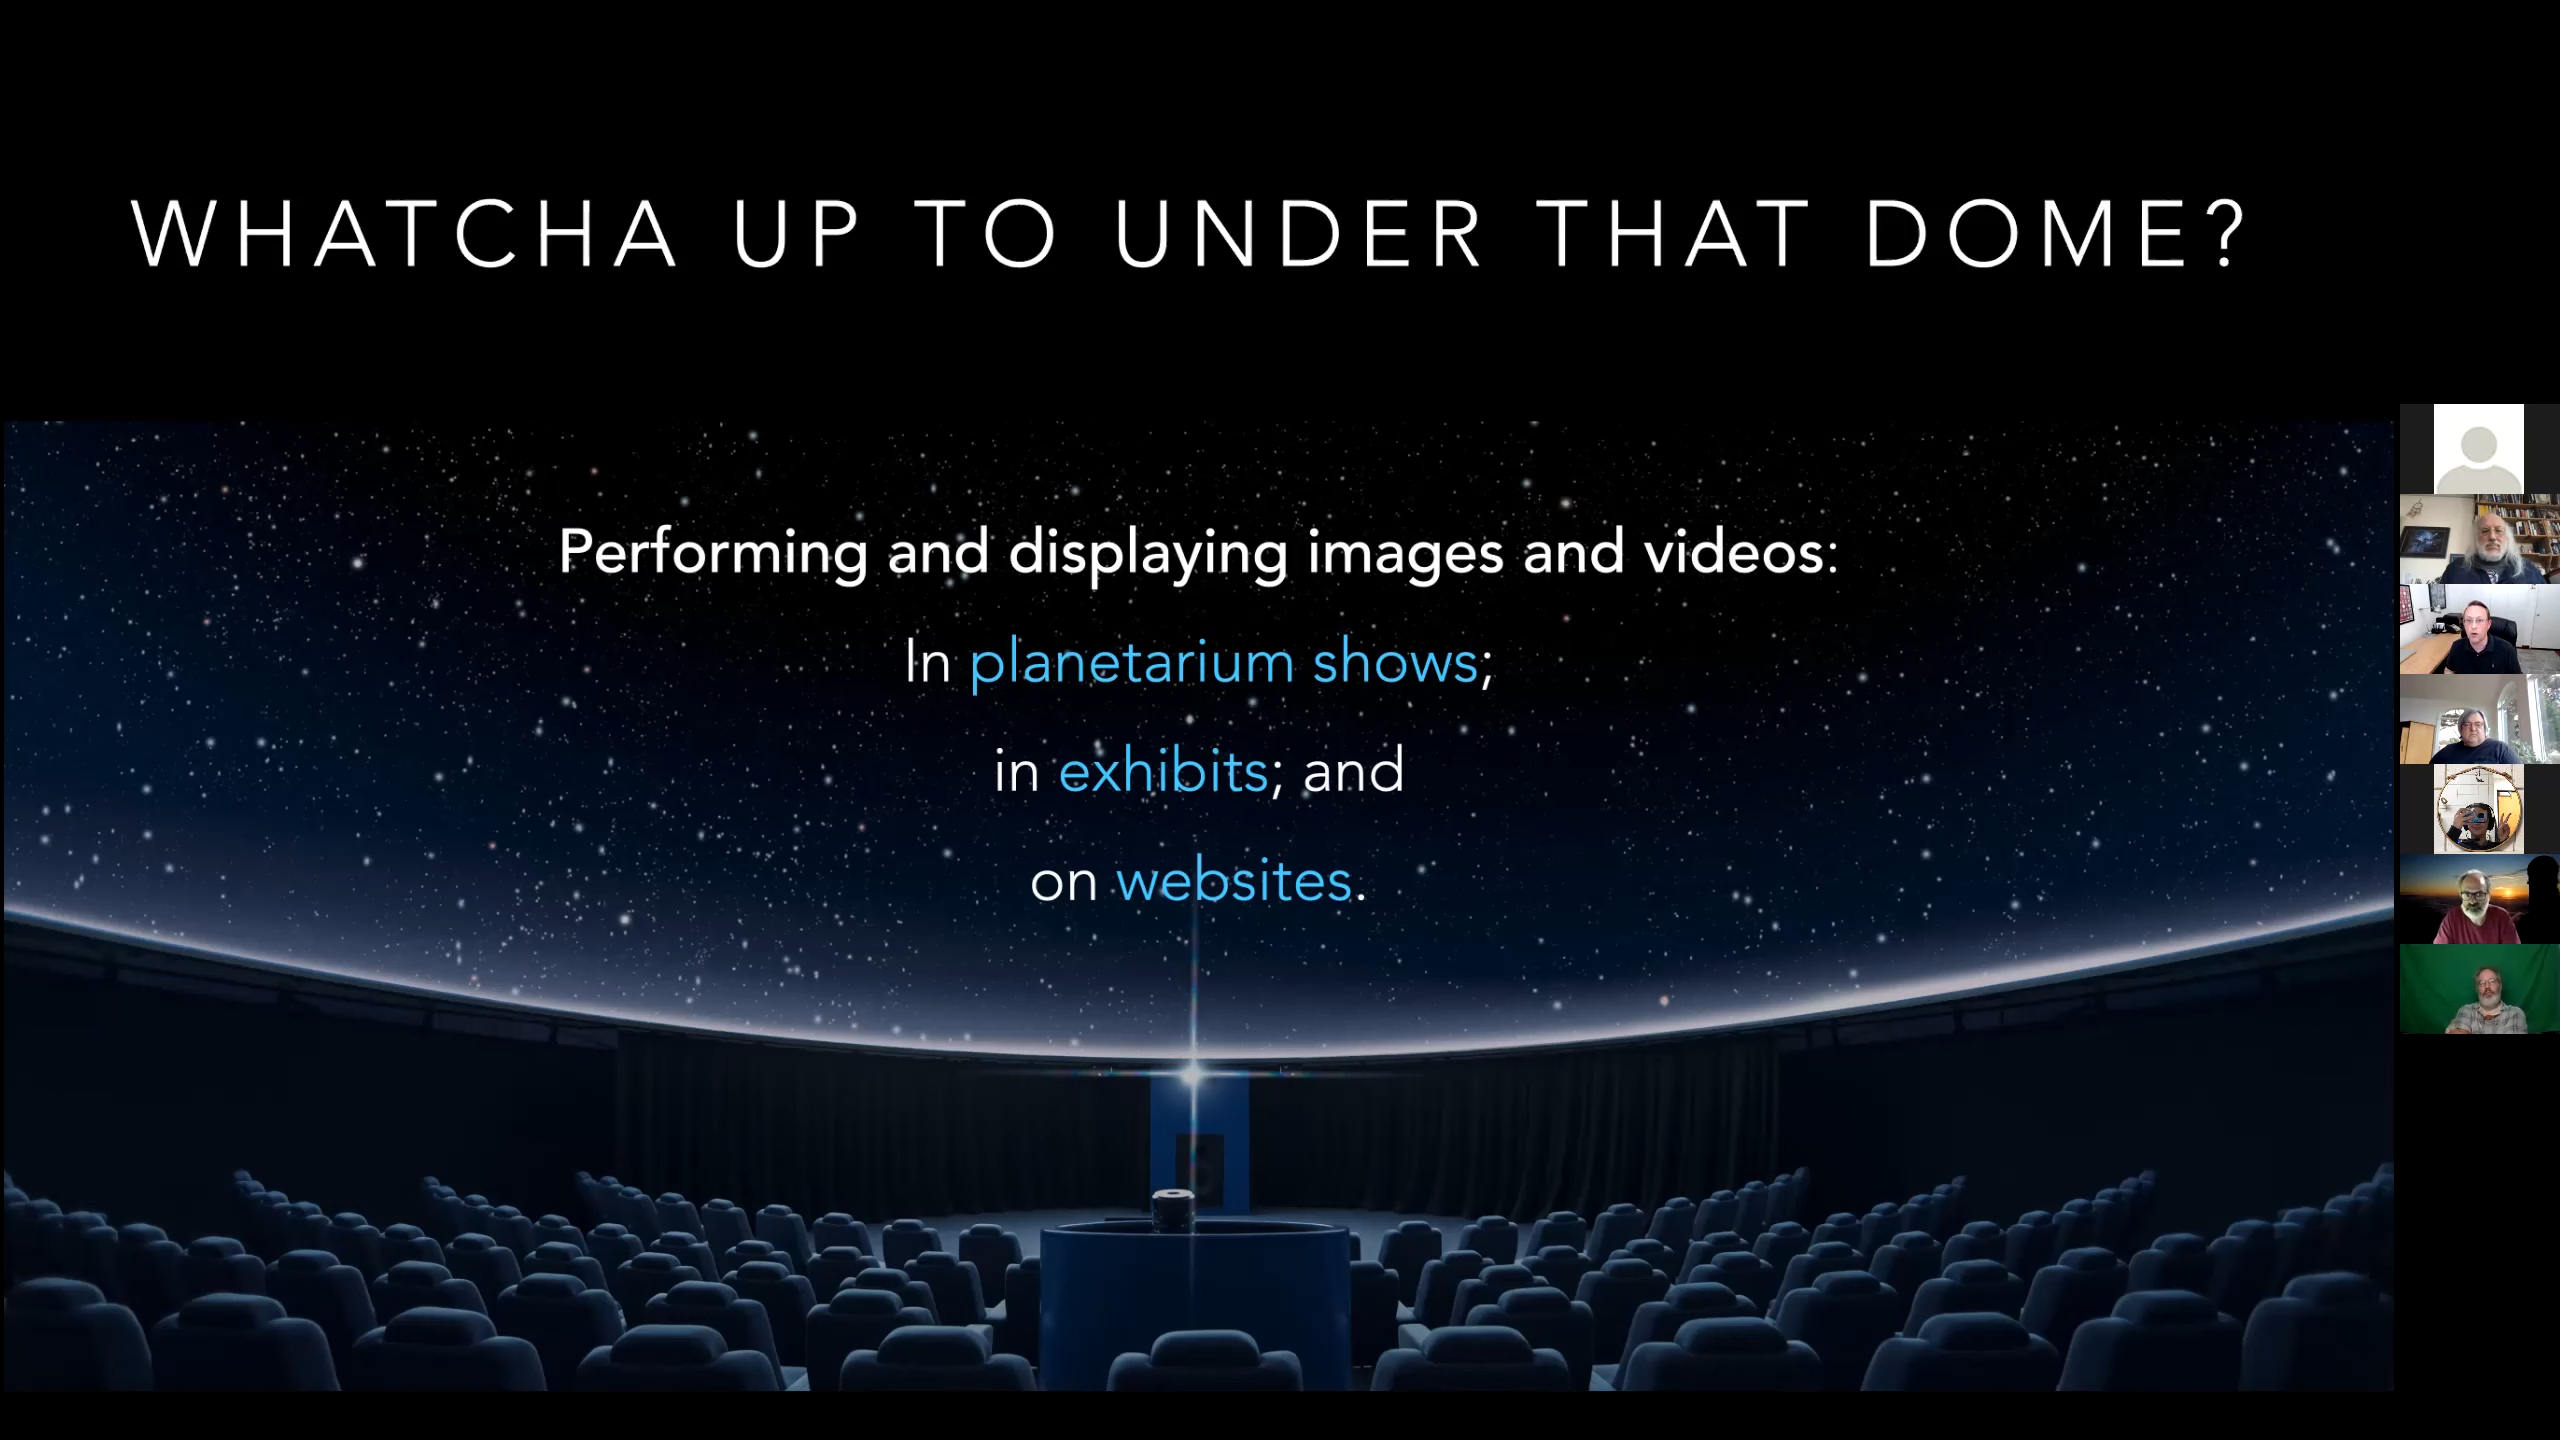 WHATCHA UP TO UNDER THAT DOME?
Performing and displaying images and videos:
In planetarium shows;
in exhibits; and
on websites.